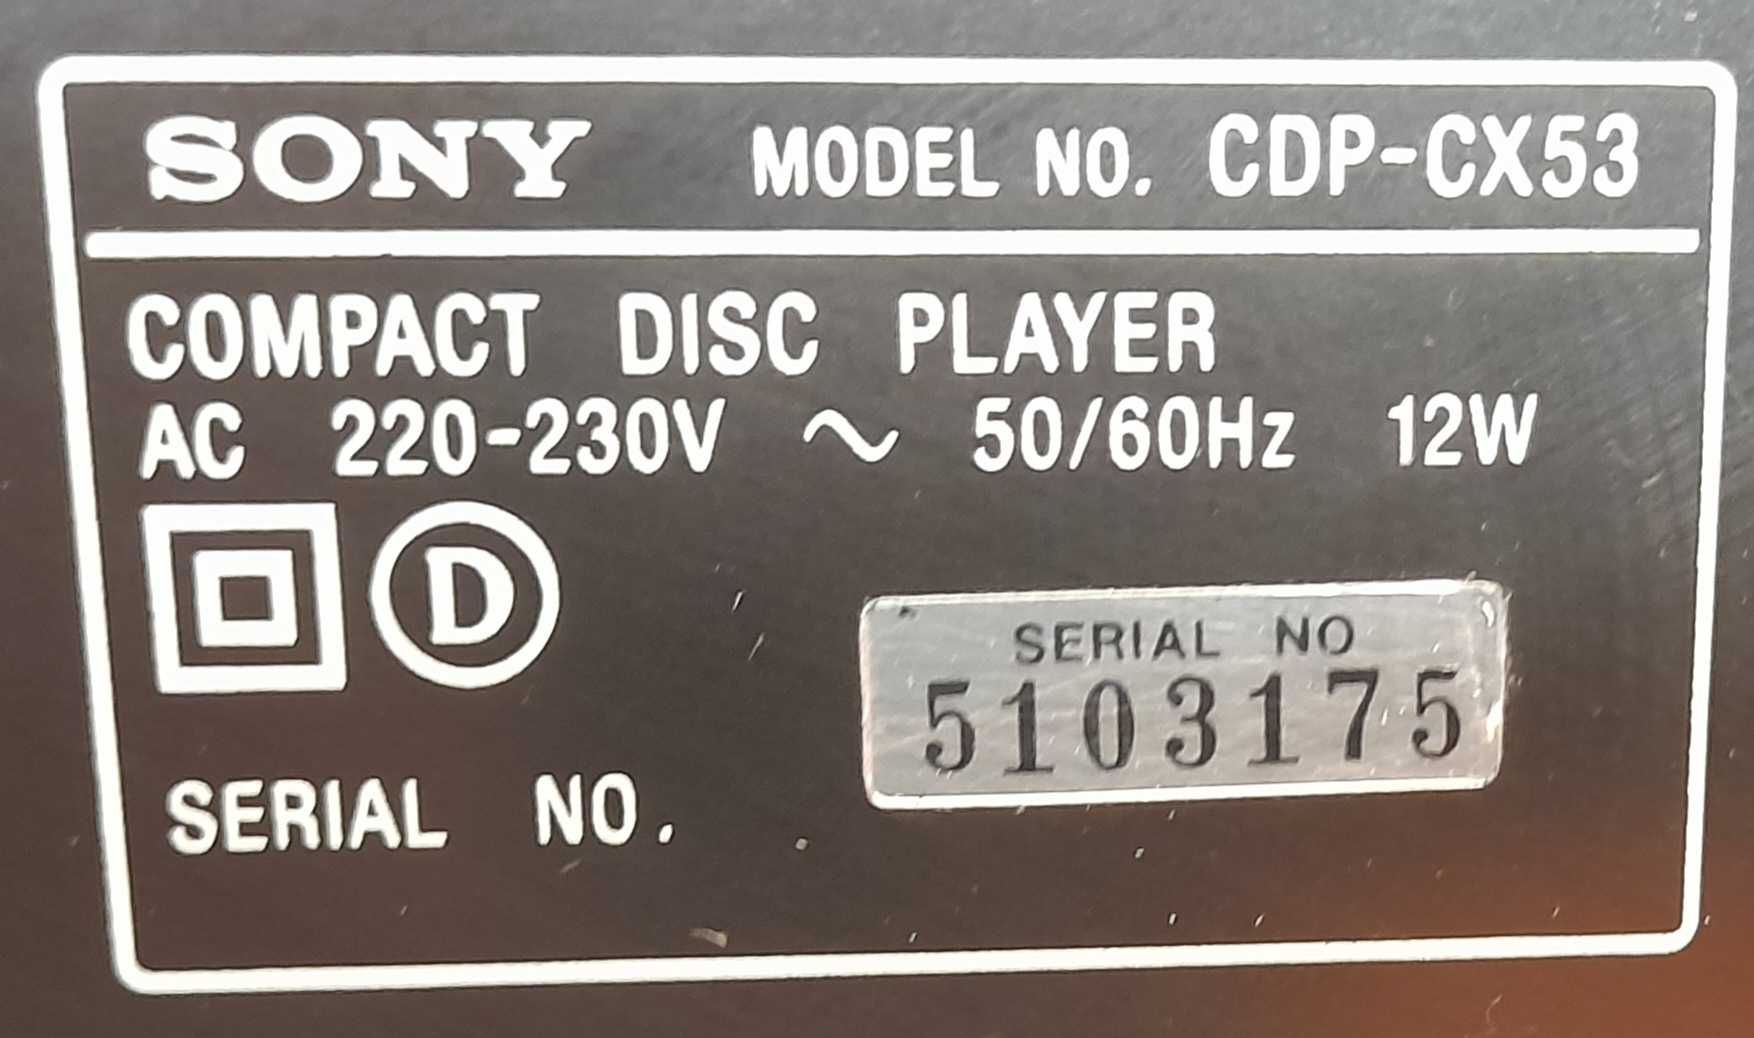 SONY MODEL NO. CDP-CX53
COMPACT DISC PLAYER
AC 220-230V ~ 50/60Hz 12W
D
SERIAL NO
5103175
SERIAL NO.